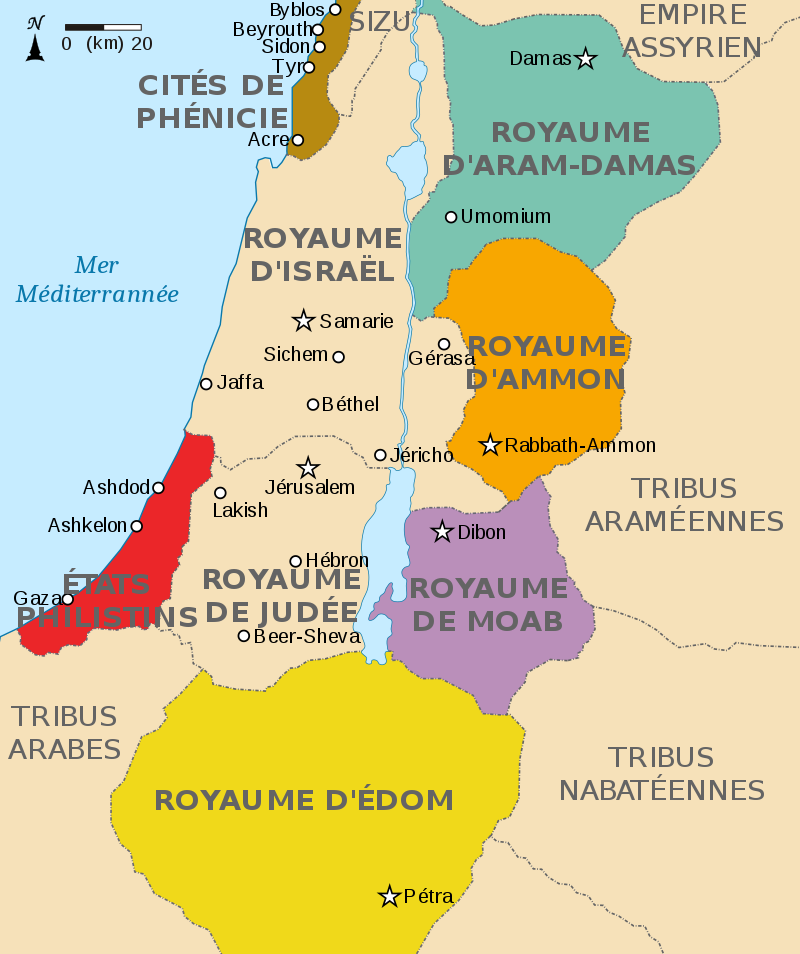 N
0 (km) 20
Byblos
Beyrouth
Sidon
Tyr
SIZU
EMPIRE
ASSYRIEN
Damas
CITÉS DE
PHÉNICIE
Acre
ROYAUME
D'ARAM-DAMAS
Umomium
ROYAUME
D'ISRAËL
Mer
Méditerrannée
Samarie
Sichem
Gérasa
ROYAUME
D'AMMON
Jaffa
Béthel
Rabbath-Ammon
Jéricho
Jérusalem
Ashdod
Lakish
TRIBUS
ARAMÉENNES
Ashkelon
Dibon
Hébron
ÉTATS
PHILISTINS
Gaza
ROYAUME
DE JUDÉE
ROYAUME
DE MOAB
Beer-Sheva
TRIBUS
ARABES
TRIBUS
NABATÉENNES
ROYAUME D'ÉDOM
Pétra